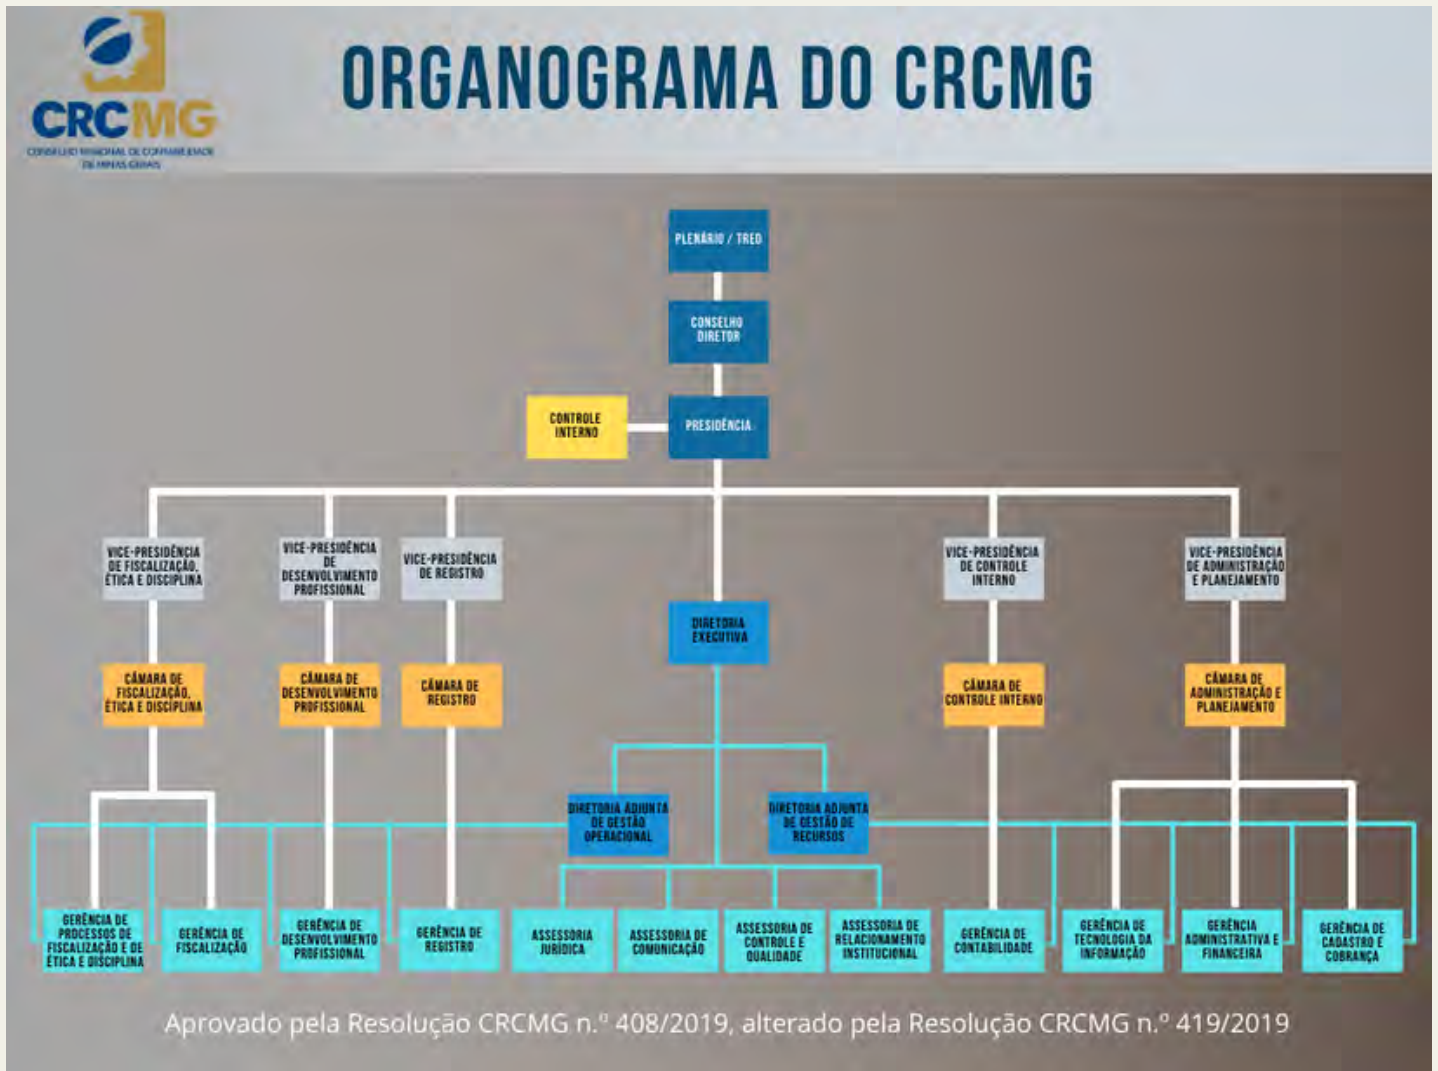 CRCMG
CONSELHO REGIONAL DE CONTABILIDADE
DE MINAS GERAIS
ORGANOGRAMA DO CRCMG
PLENÁRIO / TRED
CONSELHO
DIRETOR
CONTROLE
INTERNO
PRESIDÊNCIA
VICE-PRESIDÊNCIA
DE FISCALIZAÇÃO,
ÉTICA E DISCIPLINA
VICE-PRESIDÊNCIA
DE
DESENVOLVIMENTO
PROFISSIONAL
VICE-PRESIDÊNCIA
DE REGISTRO
VICE-PRESIDÊNCIA
DE CONTROLE
INTERNO
VICE-PRESIDÊNCIA
DE ADMINISTRAÇÃO
E PLANEJAMENTO
DIRETORIA
EXECUTIVA
CÂMARA DE
FISCALIZAÇÃO,
ÉTICA E DISCIPLINA
CÂMARA DE
DESENVOLVIMENTO
PROFISSIONAL
CÂMARA DE
REGISTRO
CÂMARA DE
CONTROLE INTERNO
CÂMARA DE
ADMINISTRAÇÃO E
PLANEJAMENTO
DIRETORIA ADJUNTA
DE GESTÃO
OPERACIONAL
DIRETORIA ADJUNTA
DE GESTÃO DE
RECURSOS
GERÊNCIA DE
PROCESSOS DE
FISCALIZAÇÃO E DE
ÉTICA E DISCIPLINA
GERÊNCIA DE
FISCALIZAÇÃO
GERÊNCIA DE
DESENVOLVIMENTO
PROFISSIONAL
GERÊNCIA DE
REGISTRO
ASSESSORIA
JURÍDICA
ASSESSORIA DE
COMUNICAÇÃO
ASSESSORIA DE
CONTROLE E
QUALIDADE
ASSESSORIA DE
RELACIONAMENTO
INSTITUCIONAL
GERÊNCIA DE
CONTABILIDADE
GERÊNCIA DE
TECNOLOGIA DA
INFORMAÇÃO
GERÊNCIA
ADMINISTRATIVA E
FINANCEIRA
GERÊNCIA DE
CADASTRO E
COBRANÇA
Aprovado pela Resolução CRCMG n.º 408/2019, alterado pela Resolução CRCMG n.º 419/2019